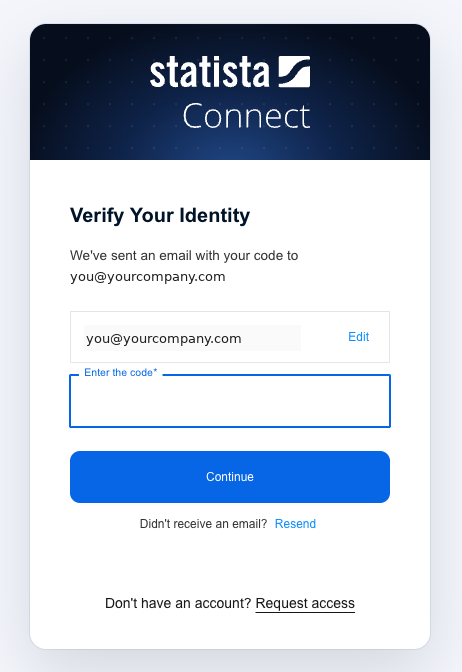 statista
Connect
Verify Your Identity
We've sent an email with your code to
you@yourcompany.com
you@yourcompany.com Edit
Enter the code*
Continue
Didn't receive an email? Resend
Don't have an account? Request access